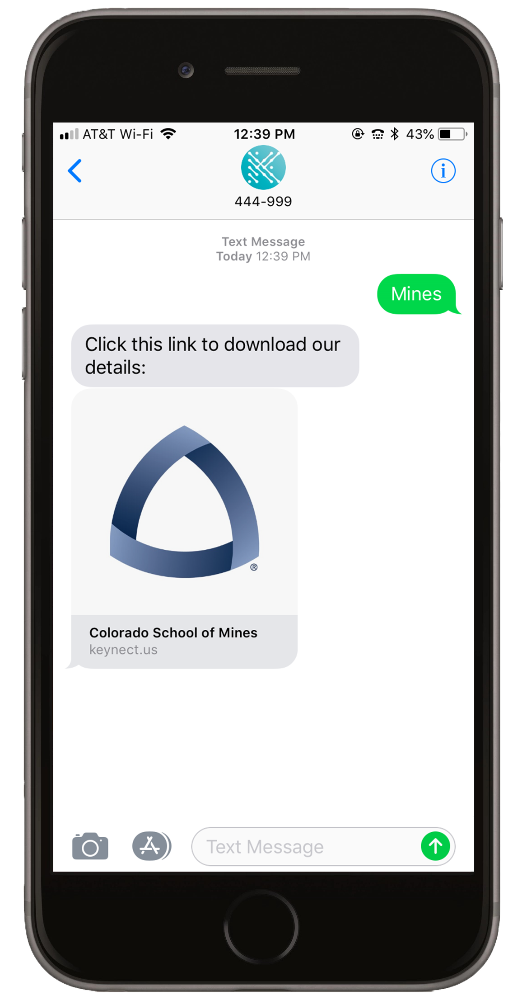 AT&T Wi-Fi 12:39 PM 43%
444-999
Text Message
Today 12:39 PM
Mines
Click this link to download our
details:
®
Colorado School of Mines
keynect.us
Text Message